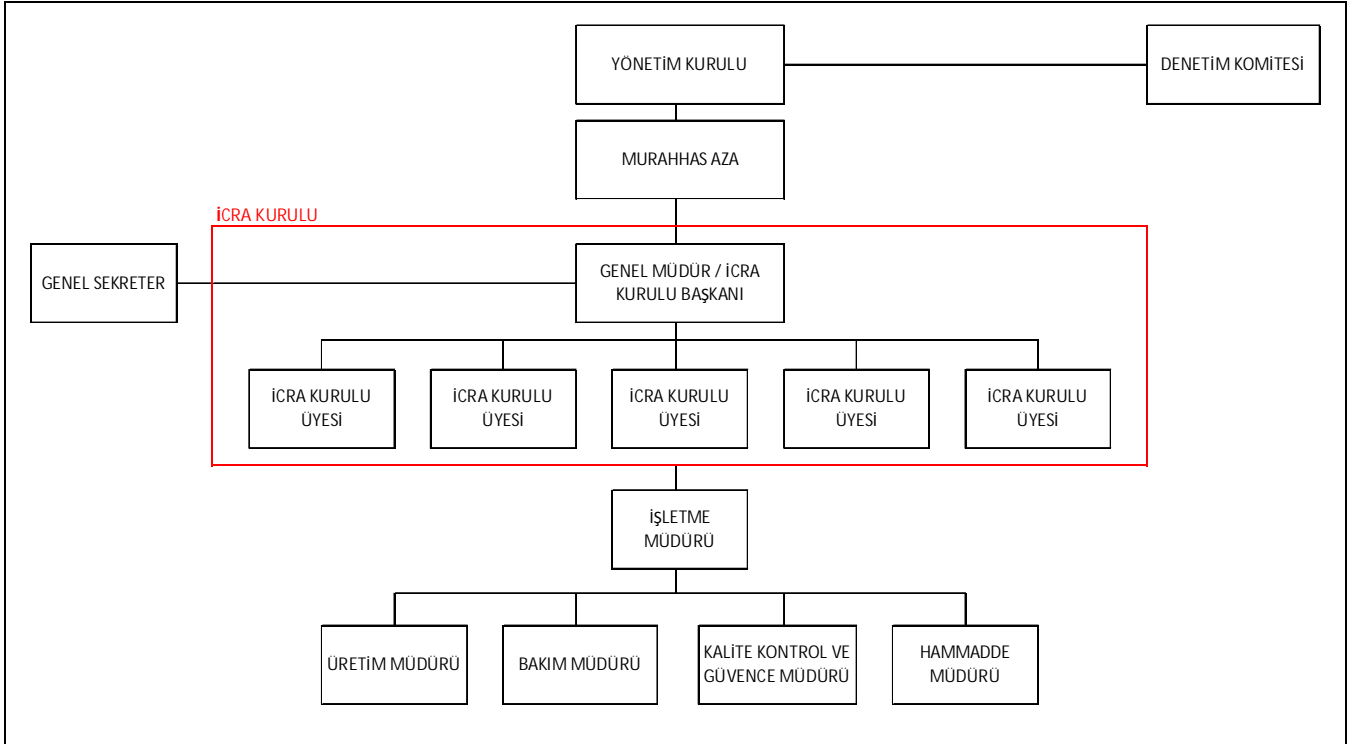 YÖNETİM KURULU
DENETİM KOMİTESİ
MURAHHAS AZA
İCRA KURULU
GENEL SEKRETER
GENEL MÜDÜR / İCRA
KURULU BAŞKANI
İCRA KURULU
ÜYESİ
İCRA KURULU
ÜYESİ
İCRA KURULU
ÜYESİ
İCRA KURULU
ÜYESİ
İCRA KURULU
ÜYESİ
İŞLETME
MÜDÜRÜ
ÜRETİM MÜDÜRÜ
BAKIM MÜDÜRÜ
KALİTE KONTROL VE
GÜVENCE MÜDÜRÜ
HAMMADDE
MÜDÜRÜ